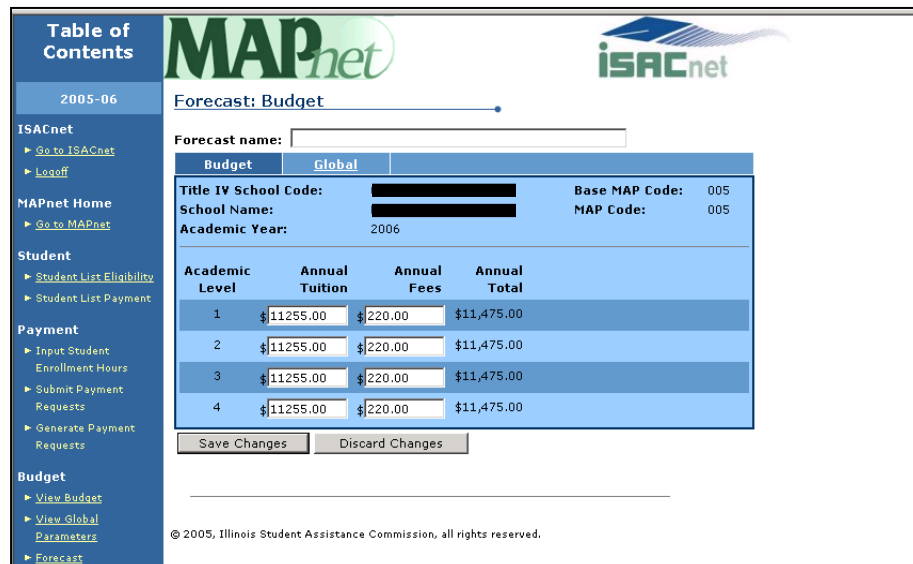 Table of
Contents
2005-06
ISACnet
Go to ISACnet
Logoff
MAPnet Home
Go to MAPnet
Student
Student List Eligibility
Student List Payment
Payment
Input Student
Enrollment Hours
Submit Payment
Requests
Generate Payment
Requests
Budget
View Budget
View Global
Parameters
Forecast
MAPnet
iSACnet
Forecast: Budget
Forecast name:
Budget Global
Title IV School Code: Base MAP Code: 005
School Name: MAP Code: 005
Academic Year: 2006
Academic Annual Annual Annual
Level Tuition Fees Total
1 $11255.00 $220.00 $11,475.00
2 $11255.00 $220.00 $11,475.00
3 $11255.00 $220.00 $11,475.00
4 $11255.00 $220.00 $11,475.00
Save Changes Discard Changes
© 2005, Illinois Student Assistance Commission, all rights reserved.